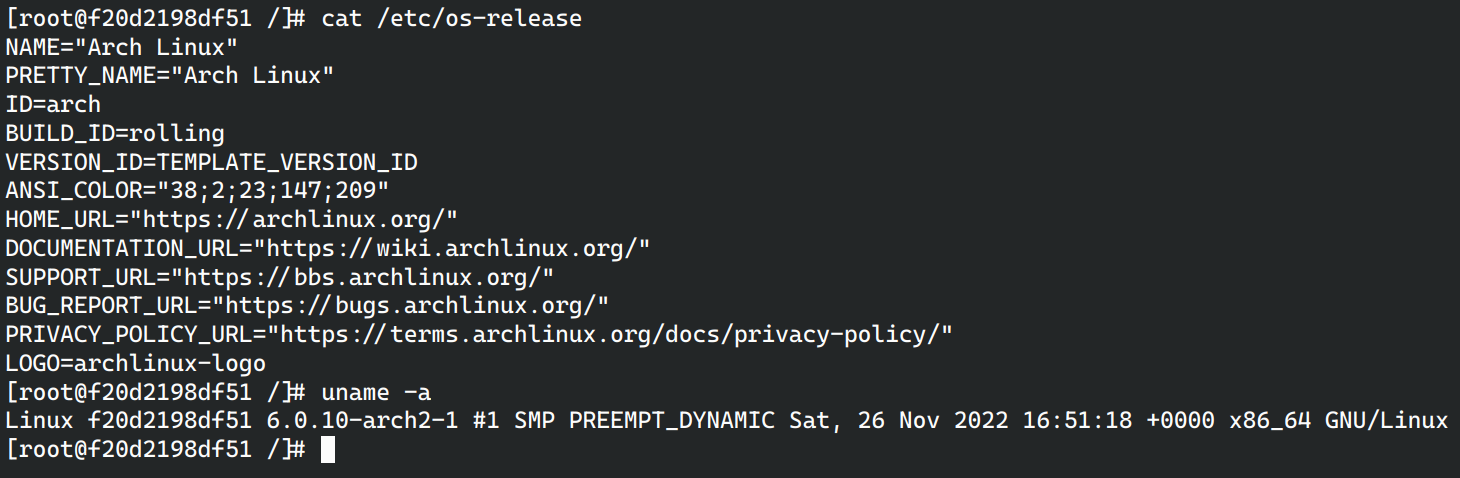 [root@f20d2198df51 /]# cat /etc/os-release
NAME="Arch Linux"
PRETTY_NAME="Arch Linux"
ID=arch
BUILD_ID=rolling
VERSION_ID=TEMPLATE_VERSION_ID
ANSI_COLOR="38;2;23;147;209"
HOME_URL="https://archlinux.org/"
DOCUMENTATION_URL="https://wiki.archlinux.org/"
SUPPORT_URL="https://bbs.archlinux.org/"
BUG_REPORT_URL="https://bugs.archlinux.org/"
PRIVACY_POLICY_URL="https://terms.archlinux.org/docs/privacy-policy/"
LOGO=archlinux-logo
[root@f20d2198df51 /]# uname -a
Linux f20d2198df51 6.0.10-arch2-1 #1 SMP PREEMPT_DYNAMIC Sat, 26 Nov 2022 16:51:18 +0000 x86_64 GNU/Linux
[root@f20d2198df51 /]#